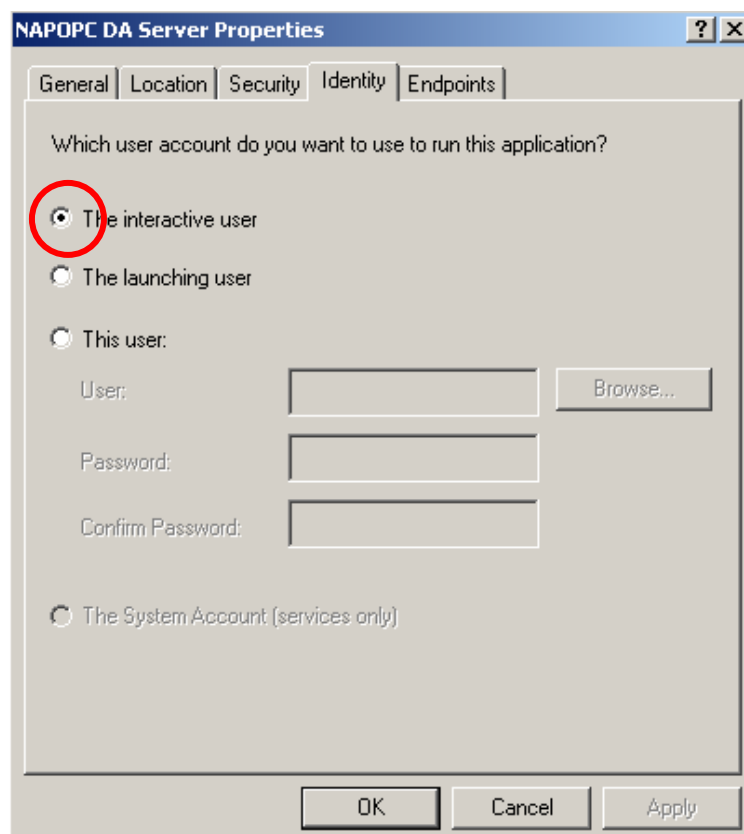 NAPOPC DA Server Properties
General Location Security Identity Endpoints
Which user account do you want to use to run this application?
The interactive user
The launching user
This user:
User:
Browse...
Password:
Confirm Password:
The System Account (services only)
OK Cancel Apply